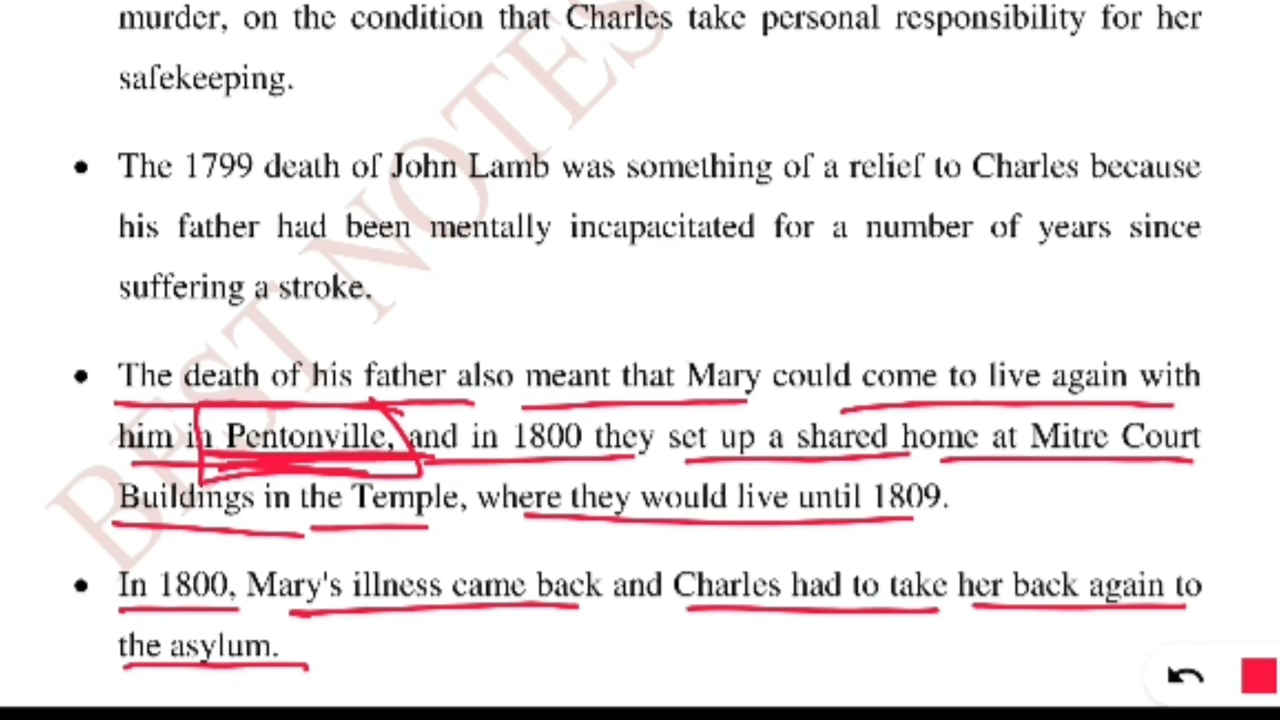 murder, on the condition that Charles take personal responsibility for her
safekeeping.
• The 1799 death of John Lamb was something of a relief to Charles because
his father had been mentally incapacitated for a number of years since
suffering a stroke.
• The death of his father also meant that Mary could come to live again with
him in Pentonville, and in 1800 they set up a shared home at Mitre Court
Buildings in the Temple, where they would live until 1809.
• In 1800, Mary's illness came back and Charles had to take her back again to
the asylum.
BEST NOTES